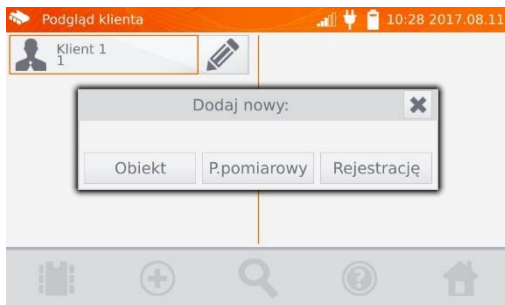 Podgląd klienta 10:28 2017.08.11
Klient 1
1
Dodaj nowy:
Obiekt P.pomiarowy Rejestrację